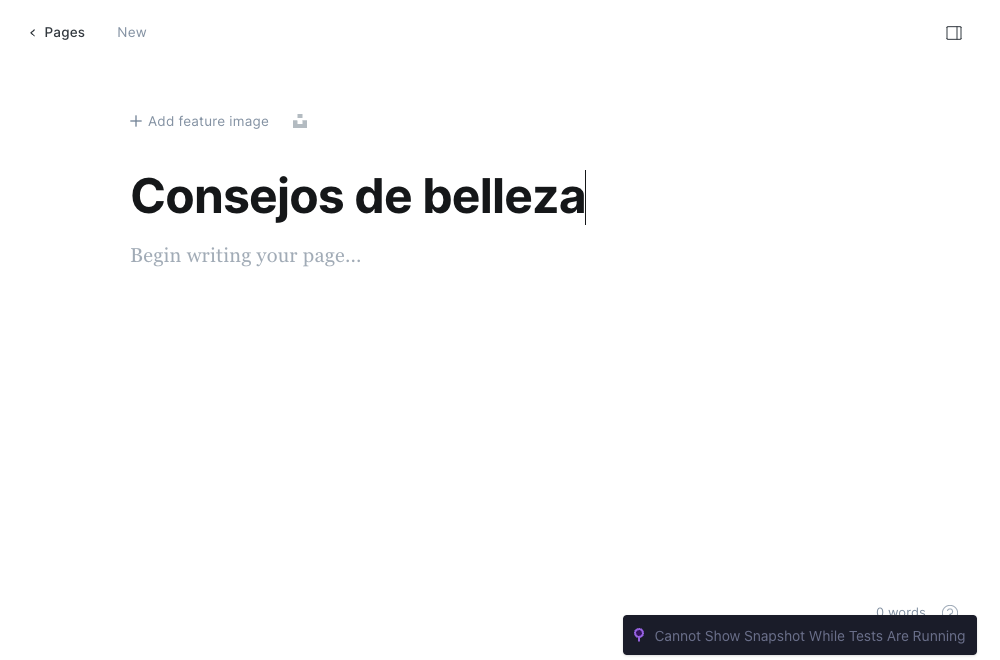 Pages New
Add feature image
Consejos de belleza
Begin writing your page...
0 words ?
Cannot Show Snapshot While Tests Are Running